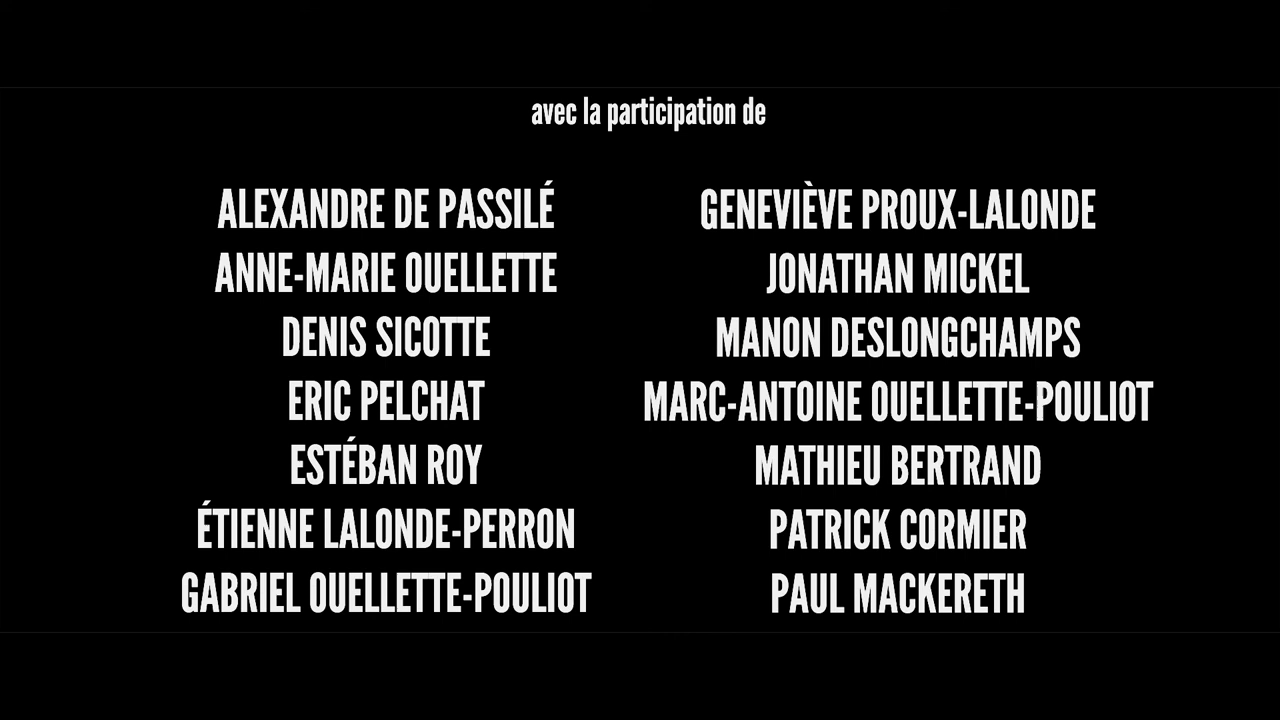 avec la participation de
ALEXANDRE DE PASSILÉ
ANNE-MARIE OUELLETTE
DENIS SICOTTE
ERIC PELCHAT
ESTÉBAN ROY
ÉTIENNE LALONDE-PERRON
GABRIEL OUELLETTE-POULIOT
GENEVIÈVE PROUX-LALONDE
JONATHAN MICKEL
MANON DESLONGCHAMPS
MARC-ANTOINE OUELLETTE-POULIOT
MATHIEU BERTRAND
PATRICK CORMIER
PAUL MACKERETH